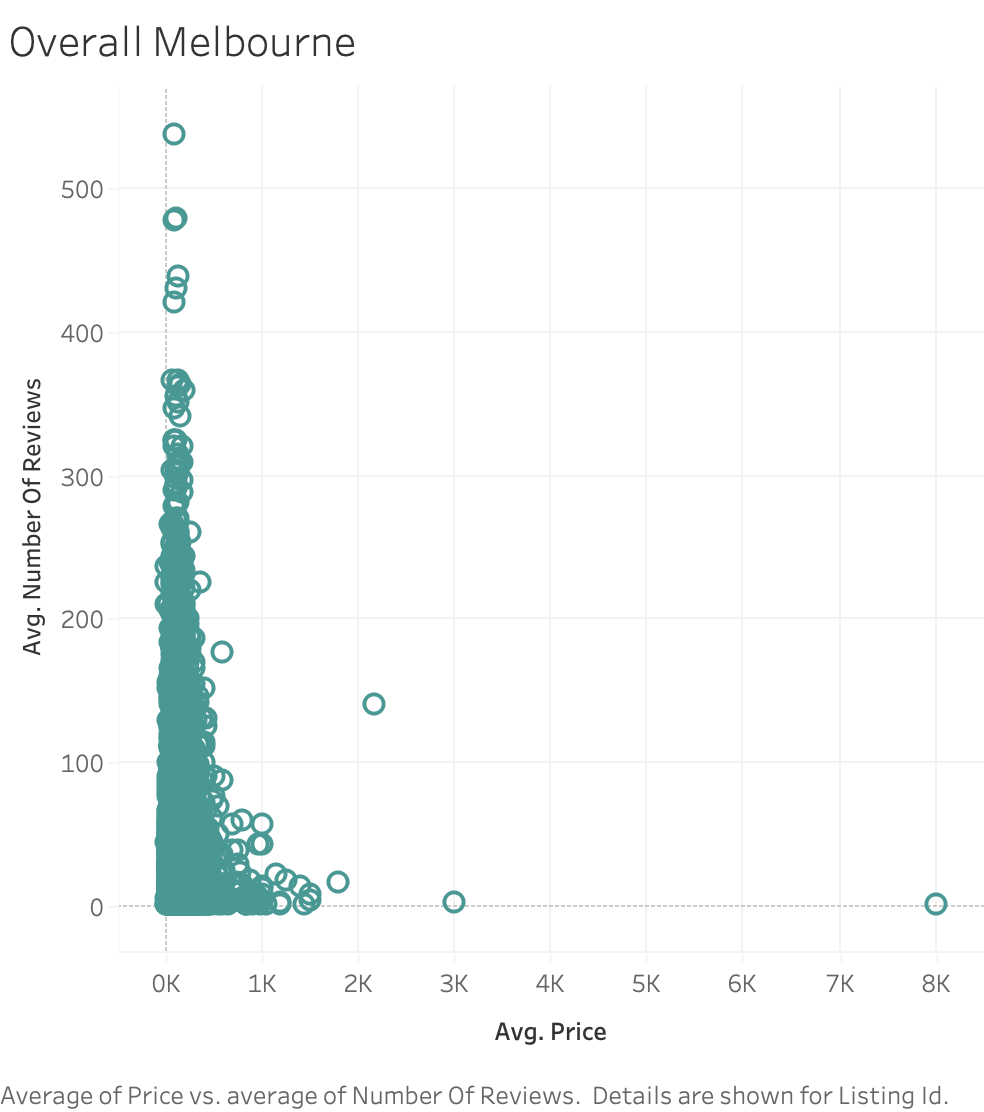 Overall Melbourne
500
400
300
200
100
0
Avg. Number Of Reviews
0K 1K 2K 3K 4K 5K 6K 7K 8K
Avg. Price
Average of Price vs. average of Number Of Reviews. Details are shown for Listing Id.